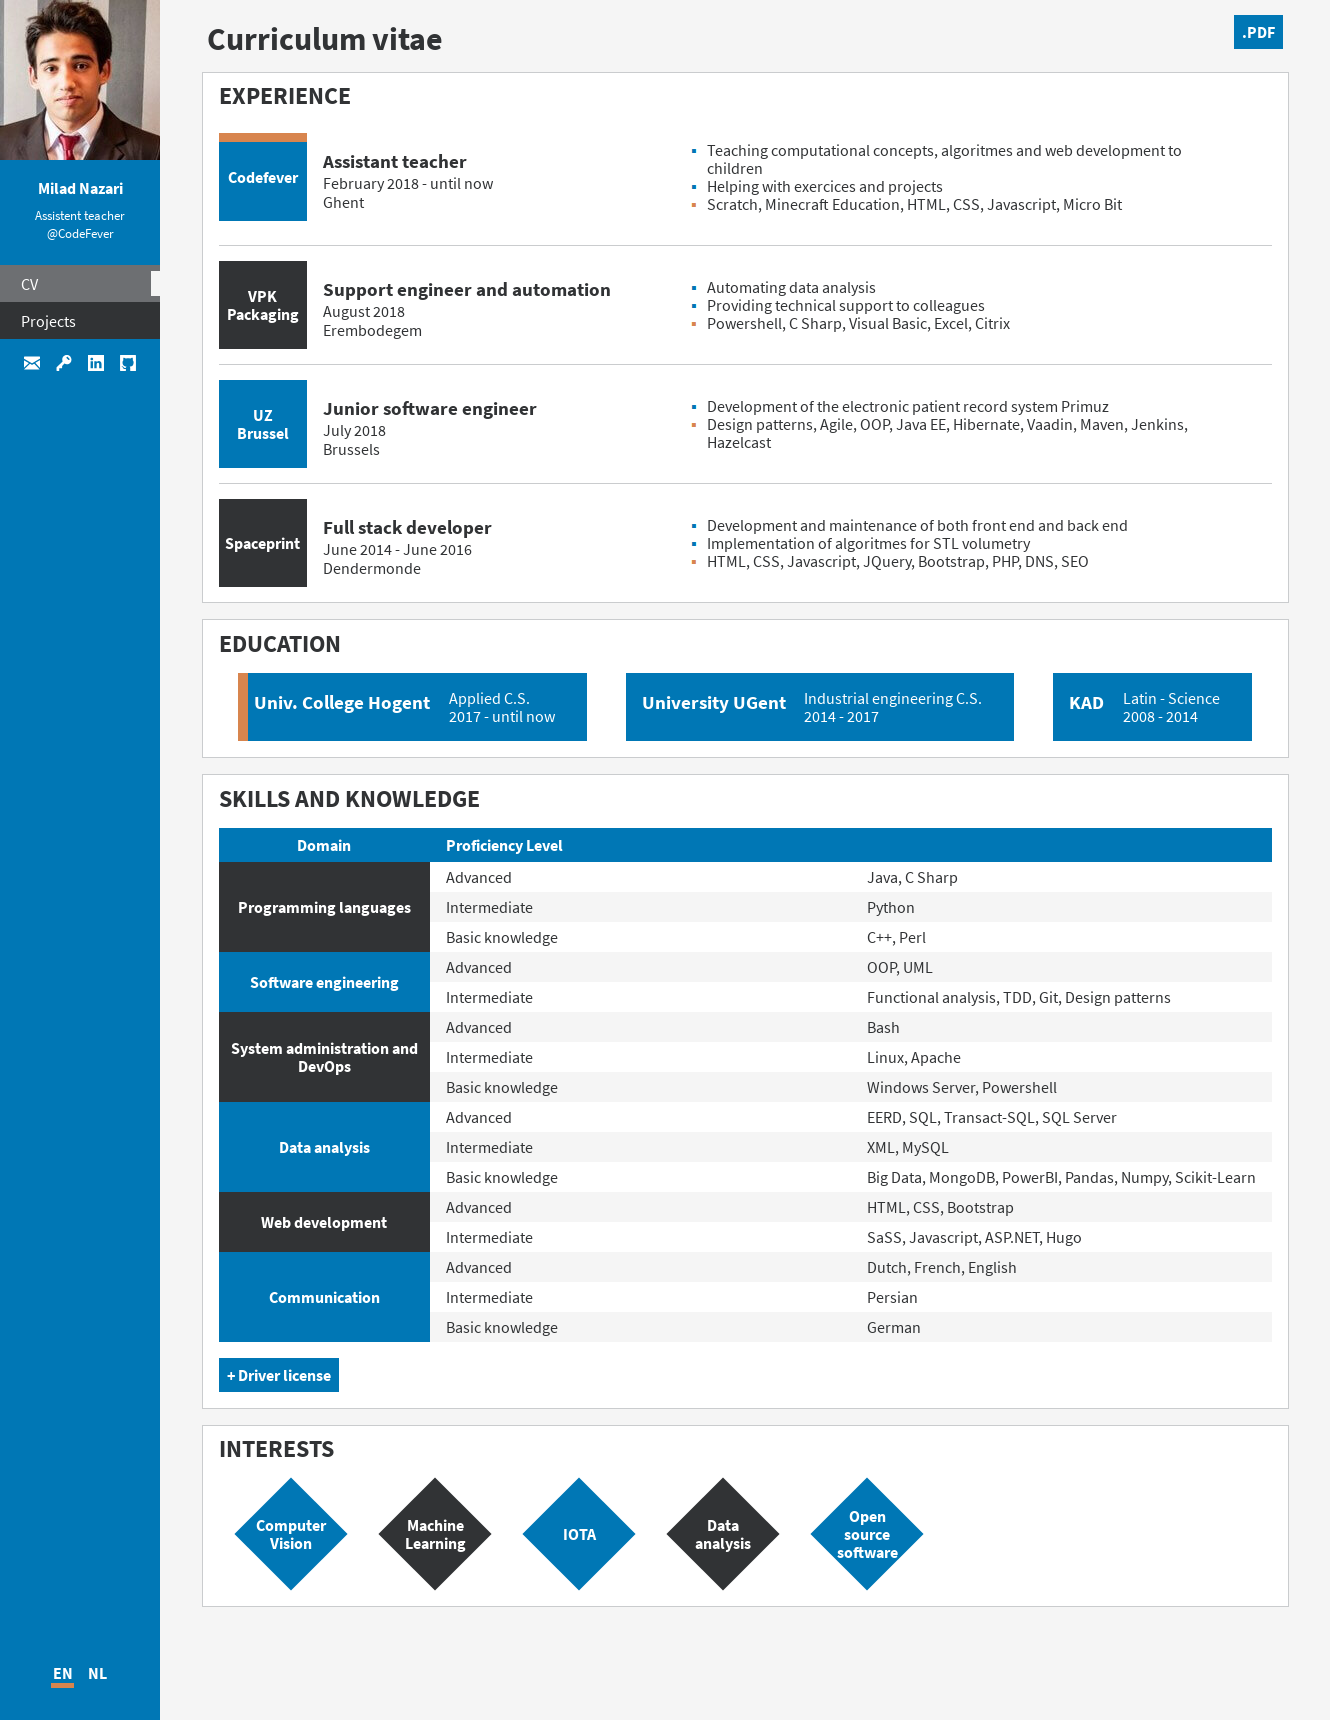 Milad Nazari
Assistent teacher
@CodeFever
CV
Projects
EN NL
Curriculum vitae
.PDF
EXPERIENCE
Codefever
Assistant teacher
February 2018 - until now
Ghent
Teaching computational concepts, algoritmes and web development to
children
Helping with exercices and projects
Scratch, Minecraft Education, HTML, CSS, Javascript, Micro Bit
VPK
Packaging
Support engineer and automation
August 2018
Erembodegem
Automating data analysis
Providing technical support to colleagues
Powershell, C Sharp, Visual Basic, Excel, Citrix
UZ
Brussel
Junior software engineer
July 2018
Brussels
Development of the electronic patient record system Primuz
Design patterns, Agile, OOP, Java EE, Hibernate, Vaadin, Maven, Jenkins,
Hazelcast
Spaceprint
Full stack developer
June 2014 - June 2016
Dendermonde
Development and maintenance of both front end and back end
Implementation of algoritmes for STL volumetry
HTML, CSS, Javascript, JQuery, Bootstrap, PHP, DNS, SEO
EDUCATION
Univ. College Hogent
Applied C.S.
2017 - until now
University UGent
Industrial engineering C.S.
2014 - 2017
KAD
Latin - Science
2008 - 2014
SKILLS AND KNOWLEDGE
Domain Proficiency Level
Programming languages
Advanced Java, C Sharp
Intermediate Python
Basic knowledge C++, Perl
Software engineering
Advanced OOP, UML
Intermediate Functional analysis, TDD, Git, Design patterns
System administration and
DevOps
Advanced Bash
Intermediate Linux, Apache
Basic knowledge Windows Server, Powershell
Data analysis
Advanced EERD, SQL, Transact-SQL, SQL Server
Intermediate XML, MySQL
Basic knowledge Big Data, MongoDB, PowerBI, Pandas, Numpy, Scikit-Learn
Web development
Advanced HTML, CSS, Bootstrap
Intermediate SaSS, Javascript, ASP.NET, Hugo
Communication
Advanced Dutch, French, English
Intermediate Persian
Basic knowledge German
+ Driver license
INTERESTS
Computer
Vision
Machine
Learning
IOTA
Data
analysis
Open
source
software